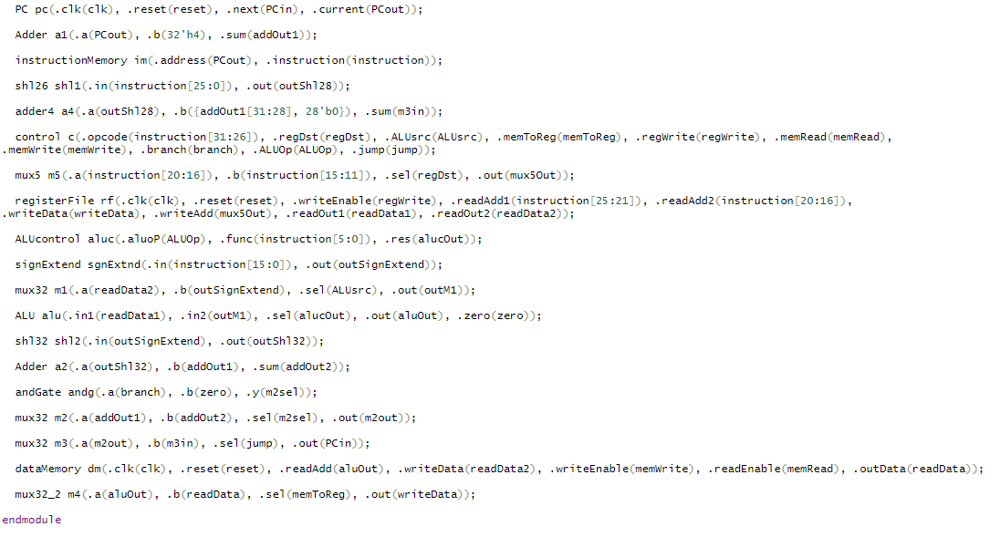 PC pc(.clk(clk), .reset(reset), .next(PCin), .current(PCout));
Adder a1(.a(PCout), .b(32'h4), .sum(addOut1));
instructionMemory im(.address(PCout), .instruction(instruction));
shl26 shl1(.in(instruction[25:0]), .out(outShl28));
adder4 a4(.a(outShl28), .b({addOut1[31:28], 28'b0}), .sum(m3in));
control c(.opcode(instruction[31:26]), .regDst(regDst), .ALUsrc(ALUsrc), .memToReg(memToReg), .regWrite(regWrite), .memRead(memRead),
.memWrite(memWrite), .branch(branch), .ALUOp(ALUOp), .jump(jump));
mux5 m5(.a(instruction[20:16]), .b(instruction[15:11]), .sel(regDst), .out(mux5Out));
registerFile rf(.clk(clk), .reset(reset), .writeEnable(regWrite), .readAdd1(instruction[25:21]), .readAdd2(instruction[20:16]),
.writeData(writeData), .writeAdd(mux5Out), .readOut1(readData1), .readOut2(readData2));
ALUcontrol aluc(.aluoP(ALUOp), .func(instruction[5:0]), .res(alucOut));
signExtend sgnExtnd(.in(instruction[15:0]), .out(outSignExtend));
mux32 m1(.a(readData2), .b(outSignExtend), .sel(ALUsrc), .out(outM1));
ALU alu(.in1(readData1), .in2(outM1), .sel(alucOut), .out(aluOut), .zero(zero));
shl32 shl2(.in(outSignExtend), .out(outShl32));
Adder a2(.a(outShl32), .b(addOut1), .sum(addOut2));
andGate andg(.a(branch), .b(zero), .y(m2sel));
mux32 m2(.a(addOut1), .b(addOut2), .sel(m2sel), .out(m2out));
mux32 m3(.a(m2out), .b(m3in), .sel(jump), .out(PCin));
dataMemory dm(.clk(clk), .reset(reset), .readAdd(aluOut), .writeData(readData2), .writeEnable(memWrite), .readEnable(memRead), .outData(readData));
mux32_2 m4(.a(aluOut), .b(readData), .sel(memToReg), .out(writeData));
endmodule